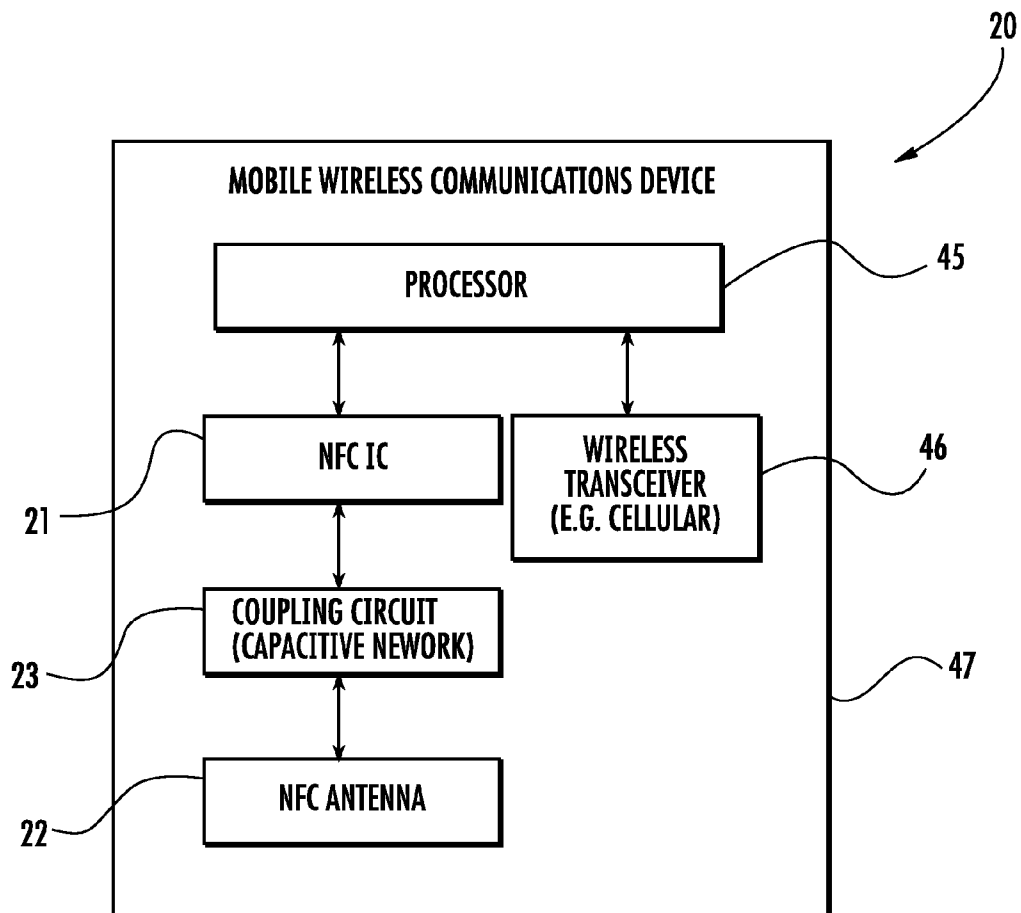 20
MOBILE WIRELESS COMMUNICATIONS DEVICE
PROCESSOR
45
NFC IC
21
WIRELESS
TRANSCEIVER
(E.G. CELLULAR)
46
COUPLING CIRCUIT
(CAPACITIVE NEWORK)
23
47
NFC ANTENNA
22